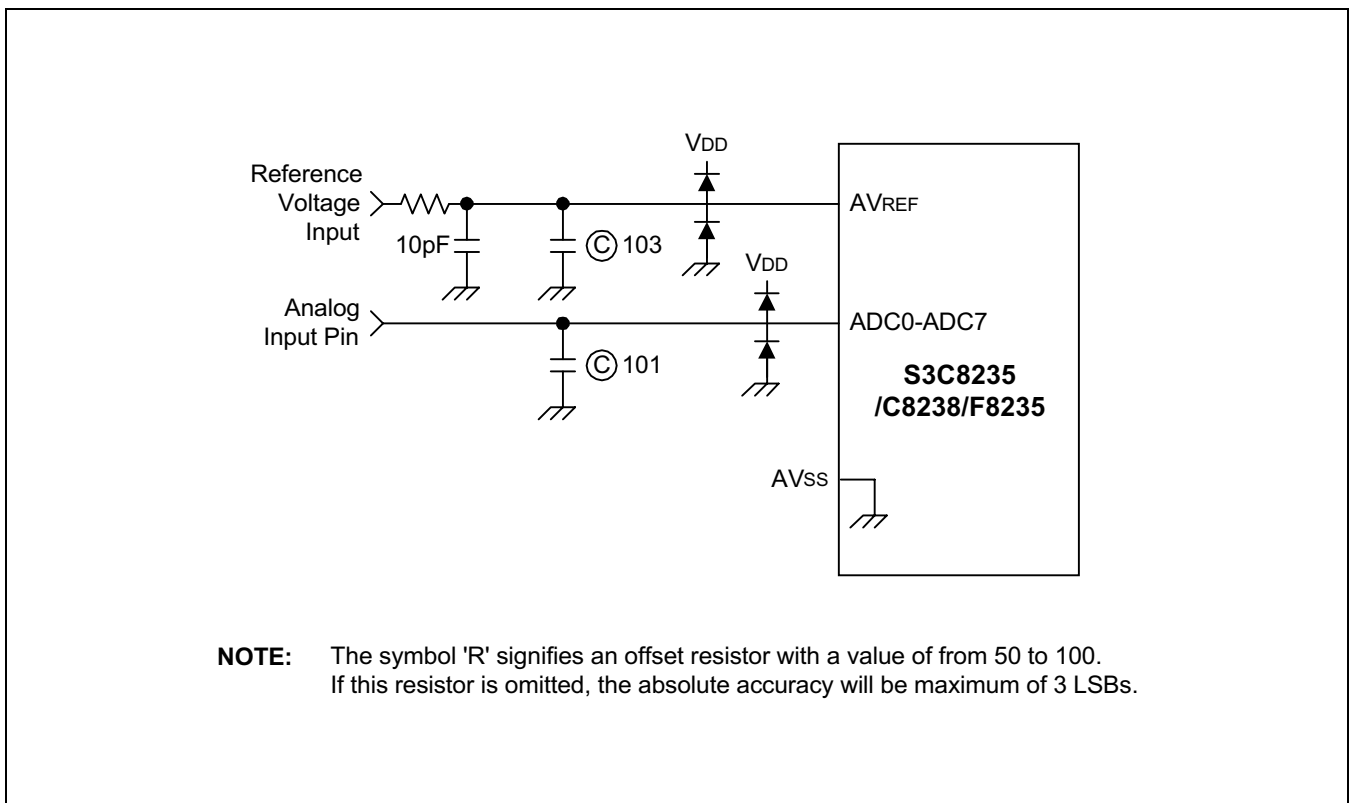 VDD
Reference
Voltage
Input
AVREF
10pF
C 103
VDD
Analog
Input Pin
ADC0-ADC7
C 101
S3C8235
/C8238/F8235
AVSS
NOTE: The symbol 'R' signifies an offset resistor with a value of from 50 to 100.
If this resistor is omitted, the absolute accuracy will be maximum of 3 LSBs.